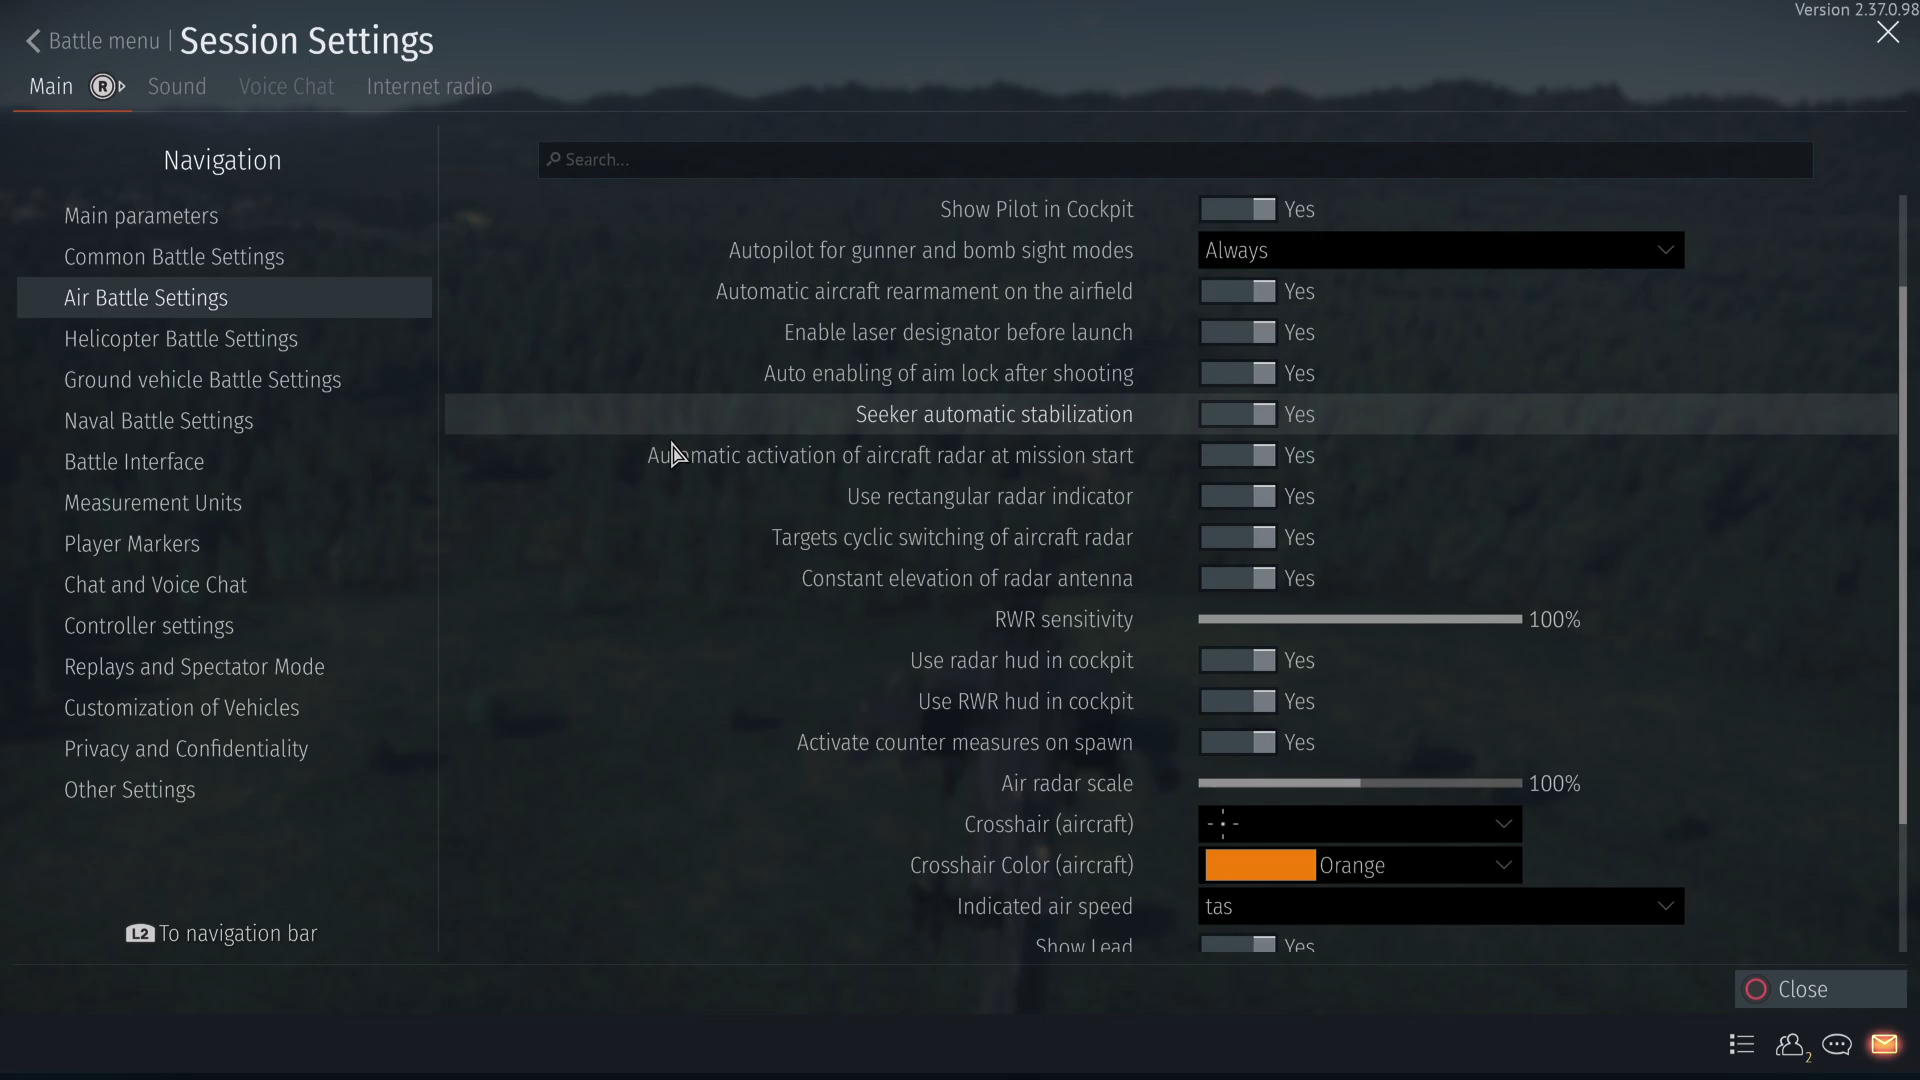 Version 2.37.0.98
Battle menu | Session Settings
Main R Sound Voice Chat Internet radio
Navigation
Main parameters
Common Battle Settings
Air Battle Settings
Helicopter Battle Settings
Ground vehicle Battle Settings
Naval Battle Settings
Battle Interface
Measurement Units
Player Markers
Chat and Voice Chat
Controller settings
Replays and Spectator Mode
Customization of Vehicles
Privacy and Confidentiality
Other Settings
L2 To navigation bar
Search...
Show Pilot in Cockpit Yes
Autopilot for gunner and bomb sight modes Always
Automatic aircraft rearmament on the airfield Yes
Enable laser designator before launch Yes
Auto enabling of aim lock after shooting Yes
Seeker automatic stabilization Yes
Automatic activation of aircraft radar at mission start Yes
Use rectangular radar indicator Yes
Targets cyclic switching of aircraft radar Yes
Constant elevation of radar antenna Yes
RWR sensitivity 100%
Use radar hud in cockpit Yes
Use RWR hud in cockpit Yes
Activate counter measures on spawn Yes
Air radar scale 100%
Crosshair (aircraft)
Crosshair Color (aircraft) Orange
Indicated air speed tas
Show Lead Yes
Close
2